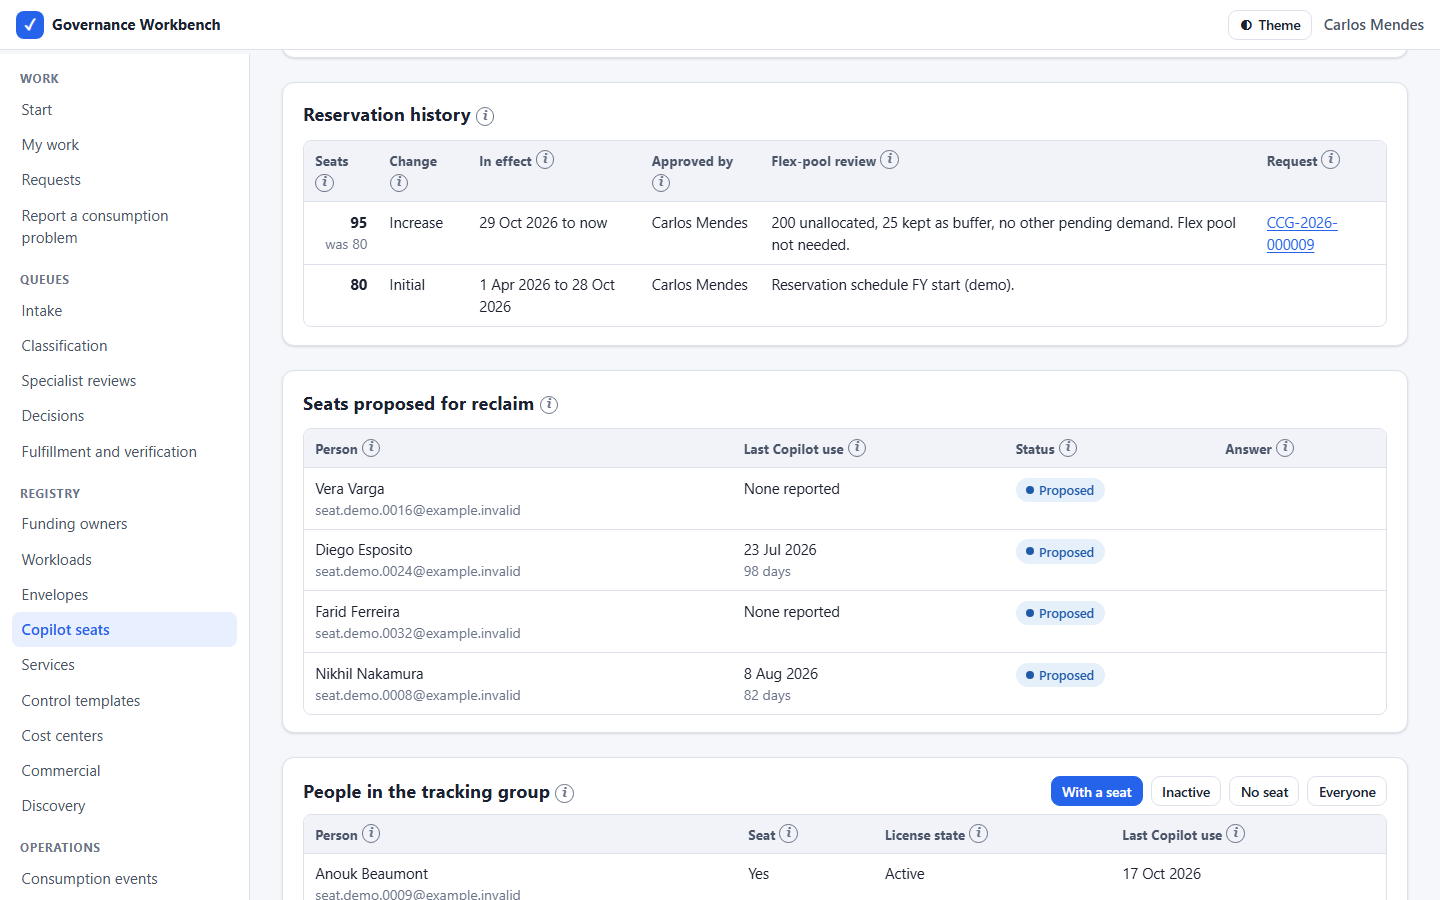 Governance Workbench
Theme
Carlos Mendes
WORK
Start
My work
Requests
Report a consumption
problem
QUEUES
Intake
Classification
Specialist reviews
Decisions
Fulfillment and verification
REGISTRY
Funding owners
Workloads
Envelopes
Copilot seats
Services
Control templates
Cost centers
Commercial
Discovery
OPERATIONS
Consumption events
Reservation history i
Seats i Change i In effect i Approved by i Flex-pool review i Request i
95 Increase 29 Oct 2026 to now Carlos Mendes 200 unallocated, 25 kept as buffer, no other pending demand. Flex pool CCG-2026-
was 80 not needed. 000009
80 Initial 1 Apr 2026 to 28 Oct Carlos Mendes Reservation schedule FY start (demo).
2026
Seats proposed for reclaim i
Person i Last Copilot use i Status i Answer i
Vera Varga None reported Proposed
seat.demo.0016@example.invalid
Diego Esposito 23 Jul 2026 Proposed
seat.demo.0024@example.invalid 98 days
Farid Ferreira None reported Proposed
seat.demo.0032@example.invalid
Nikhil Nakamura 8 Aug 2026 Proposed
seat.demo.0008@example.invalid 82 days
People in the tracking group i With a seat Inactive No seat Everyone
Person i Seat i License state i Last Copilot use i
Anouk Beaumont Yes Active 17 Oct 2026
seat.demo.0009@example.invalid